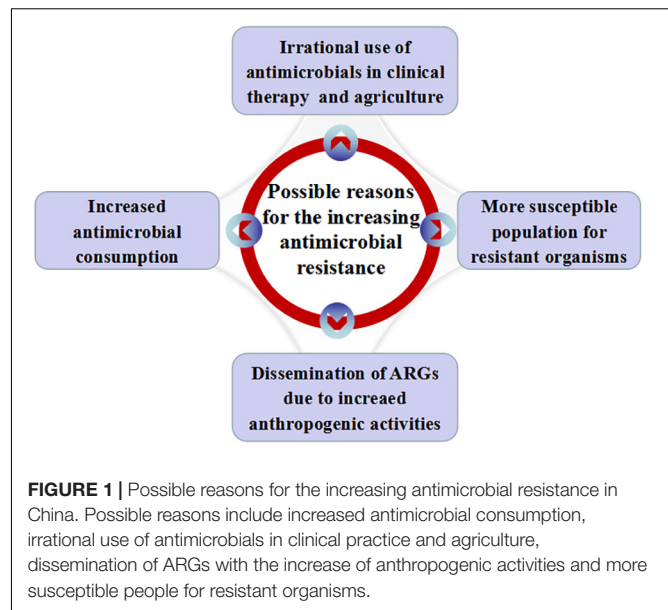 Irrational use of
antimicrobials in clinical
therapy and agriculture
Increased
antimicrobial
consumption
Possible reasons
for the increasing
antimicrobial
resistance
More susceptible
population for
resistant organisms
Dissemination of ARGs
due to increaed
anthropogenic activities
FIGURE 1 | Possible reasons for the increasing antimicrobial resistance in
China. Possible reasons include increased antimicrobial consumption,
irrational use of antimicrobials in clinical practice and agriculture,
dissemination of ARGs with the increase of anthropogenic activities and more
susceptible people for resistant organisms.